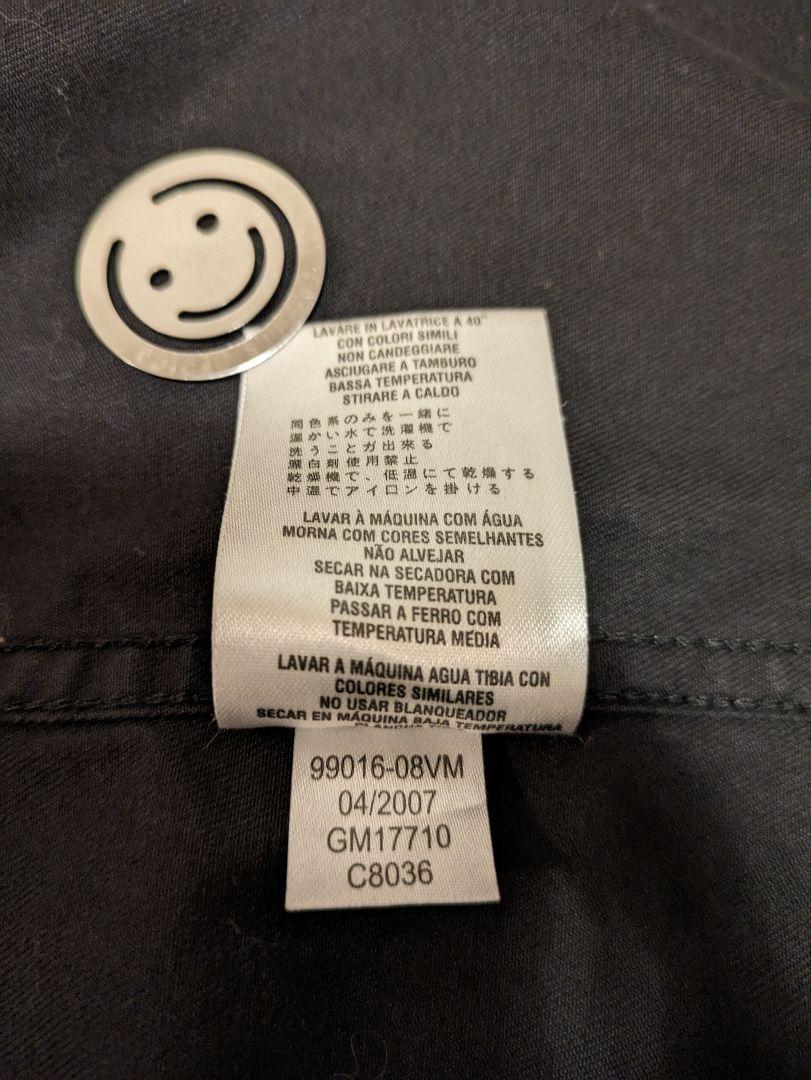 LAVARE IN LAVATRICE A 40°
CON COLORI SIMILI
NON CANDEGGIARE
ASCIUGARE A TAMBURO
BASSA TEMPERATURA
STIRARE A CALDO
同色系のみを一緒に
温かい水で洗濯機で
洗うことガ出來る
漂白剤使用禁止
乾燥機で、低温にて乾燥する
中温でアイロンを掛ける
LAVAR À MÁQUINA COM ÁGUA
MORNA COM CORES SEMELHANTES
NÃO ALVEJAR
SECAR NA SECADORA COM
BAIXA TEMPERATURA
PASSAR A FERRO COM
TEMPERATURA MÉDIA
LAVAR A MÁQUINA AGUA TIBIA CON
COLORES SIMILARES
NO USAR BLANQUEADOR
SECAR EN MÁQUINA BAJA TEMPERATURA
99016-08VM
04/2007
GM17710
C8036